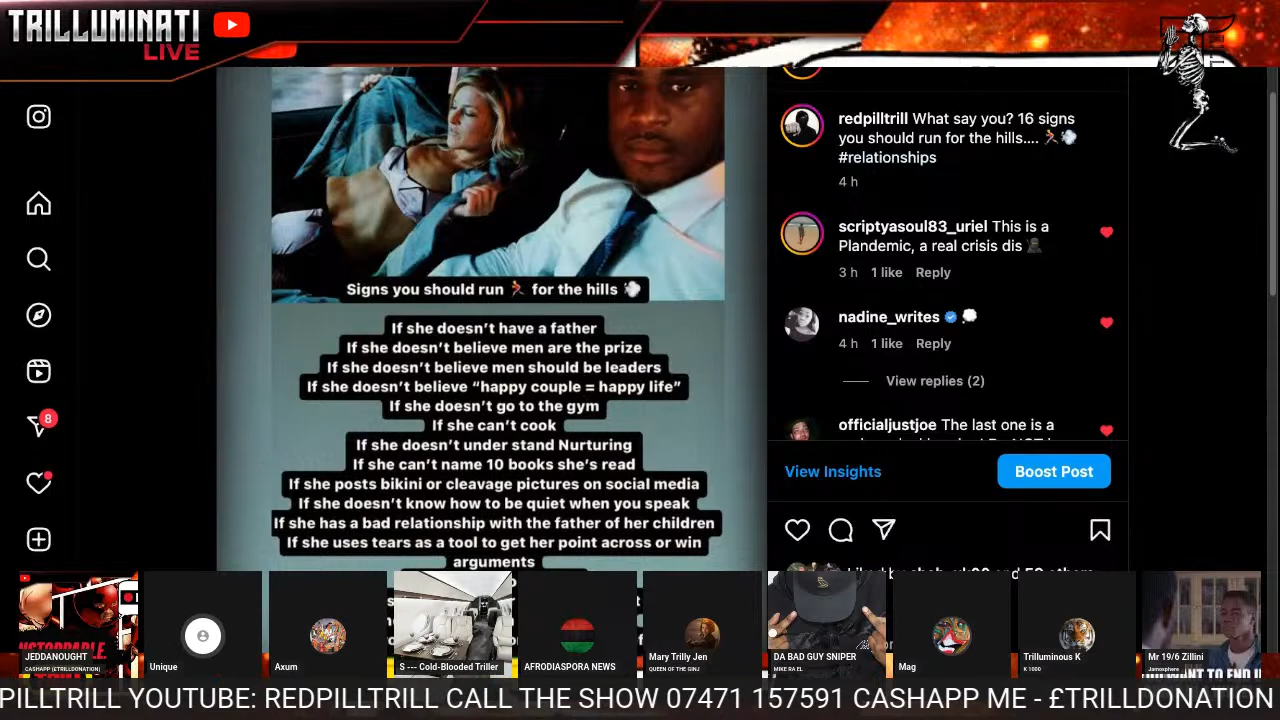 TRILLUMINATI
LIVE
Signs you should run 🏃 for the hills 💨
If she doesn't have a father
If she doesn't believe men are the prize
If she doesn't believe men should be leaders
If she doesn't believe “happy couple = happy life”
If she doesn't go to the gym
If she can't cook
If she doesn't under stand Nurturing
If she can't name 10 books she's read
If she posts bikini or cleavage pictures on social media
If she doesn't know how to be quiet when you speak
If she has a bad relationship with the father of her children
If she uses tears as a tool to get her point across or win
arguments
redpilltrill What say you? 16 signs
you should run for the hills.... 🏃💨
#relationships
4 h
scriptyasoul83_uriel This is a
Plandemic, a real crisis dis
3 h 1 like Reply
nadine_writes 💭
4 h 1 like Reply
View replies (2)
officialjustjoe The last one is a
View Insights
Boost Post
8
JEDDANOUGHT
CASHAPP (£TRILLDONATION)
Unique
Axum
S --- Cold-Blooded Triller
AFRODIASPORA NEWS
Mary Trilly Jen
QUEEN OF THE GINJ
DA BAD GUY SNIPER
MIKE RA EL
Mag
Trilluminous K
K 1000
Mr 19/6 Zillini
Jamosphere
PILLTRILL YOUTUBE: REDPILLTRILL CALL THE SHOW 07471 157591 CASHAPP ME - £TRILLDONATION